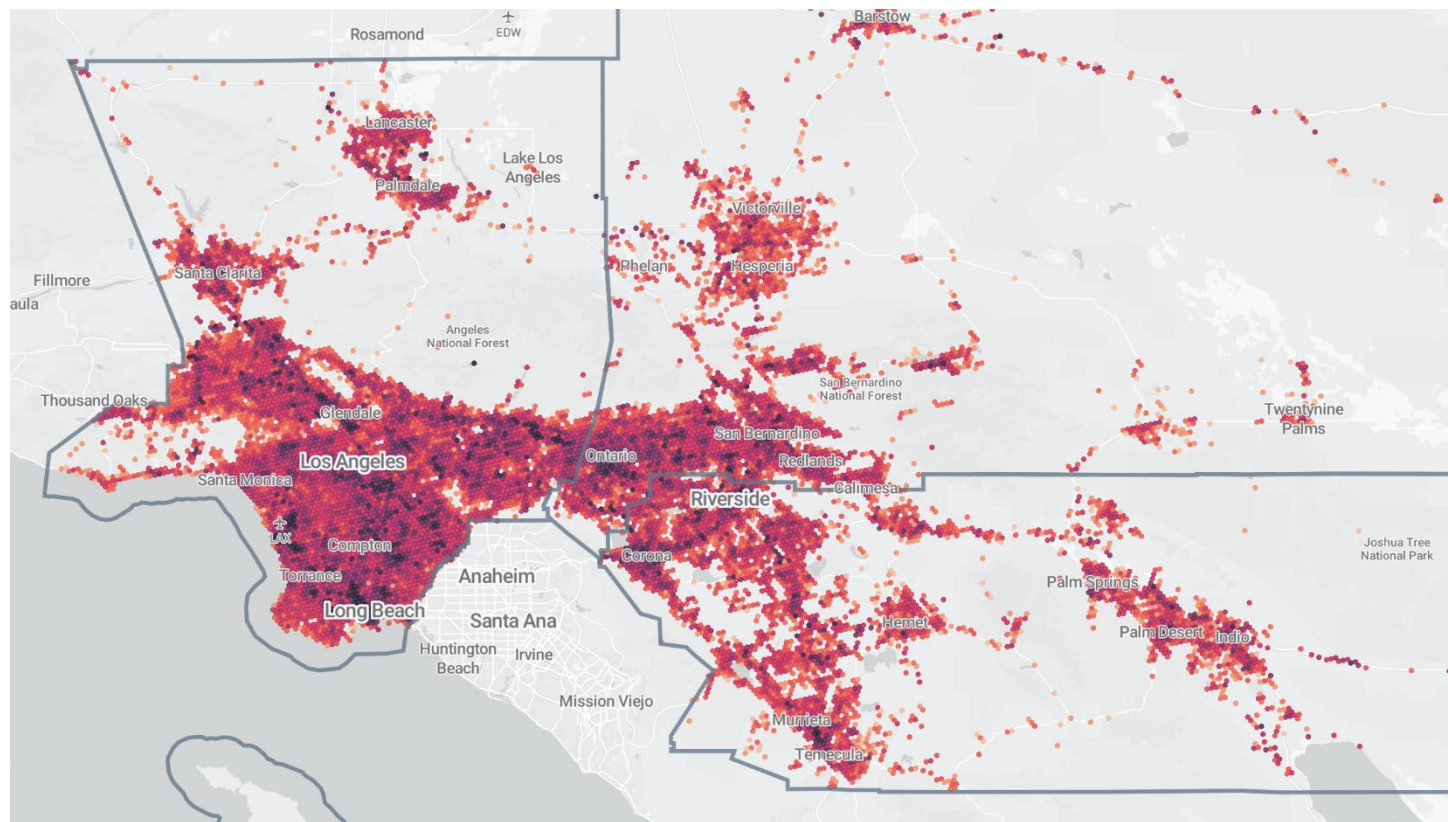 Barstow
Rosamond
EDW
Lancaster
Lake Los
Angeles
Palmdale
Victorville
Santa Clarita
Phelan
Hesperia
Fillmore
aula
Angeles
National Forest
San Bernardino
National Forest
Thousand Oaks
Glendale
Twentynine
Palms
San Bernardino
Los Angeles
Ontario
Redlands
Santa Monica
Calimesa
Riverside
LAX
Compton
Corona
Joshua Tree
National Park
Anaheim
Torrance
Palm Springs
Long Beach
Santa Ana
Hemet
Palm Desert
Indio
Huntington
Beach
Irvine
Mission Viejo
Murrieta
Temecula